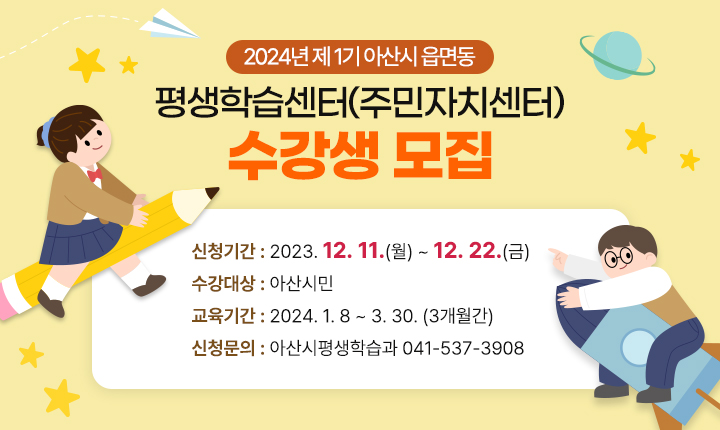 2024년 제 1기 아산시 읍면동
평생학습센터(주민자치센터)
수강생 모집
신청기간 : 2023. 12. 11.(월) ~ 12. 22.(금)
수강대상 : 아산시민
교육기간 : 2024. 1. 8 ~ 3. 30. (3개월간)
신청문의 : 아산시평생학습과 041-537-3908